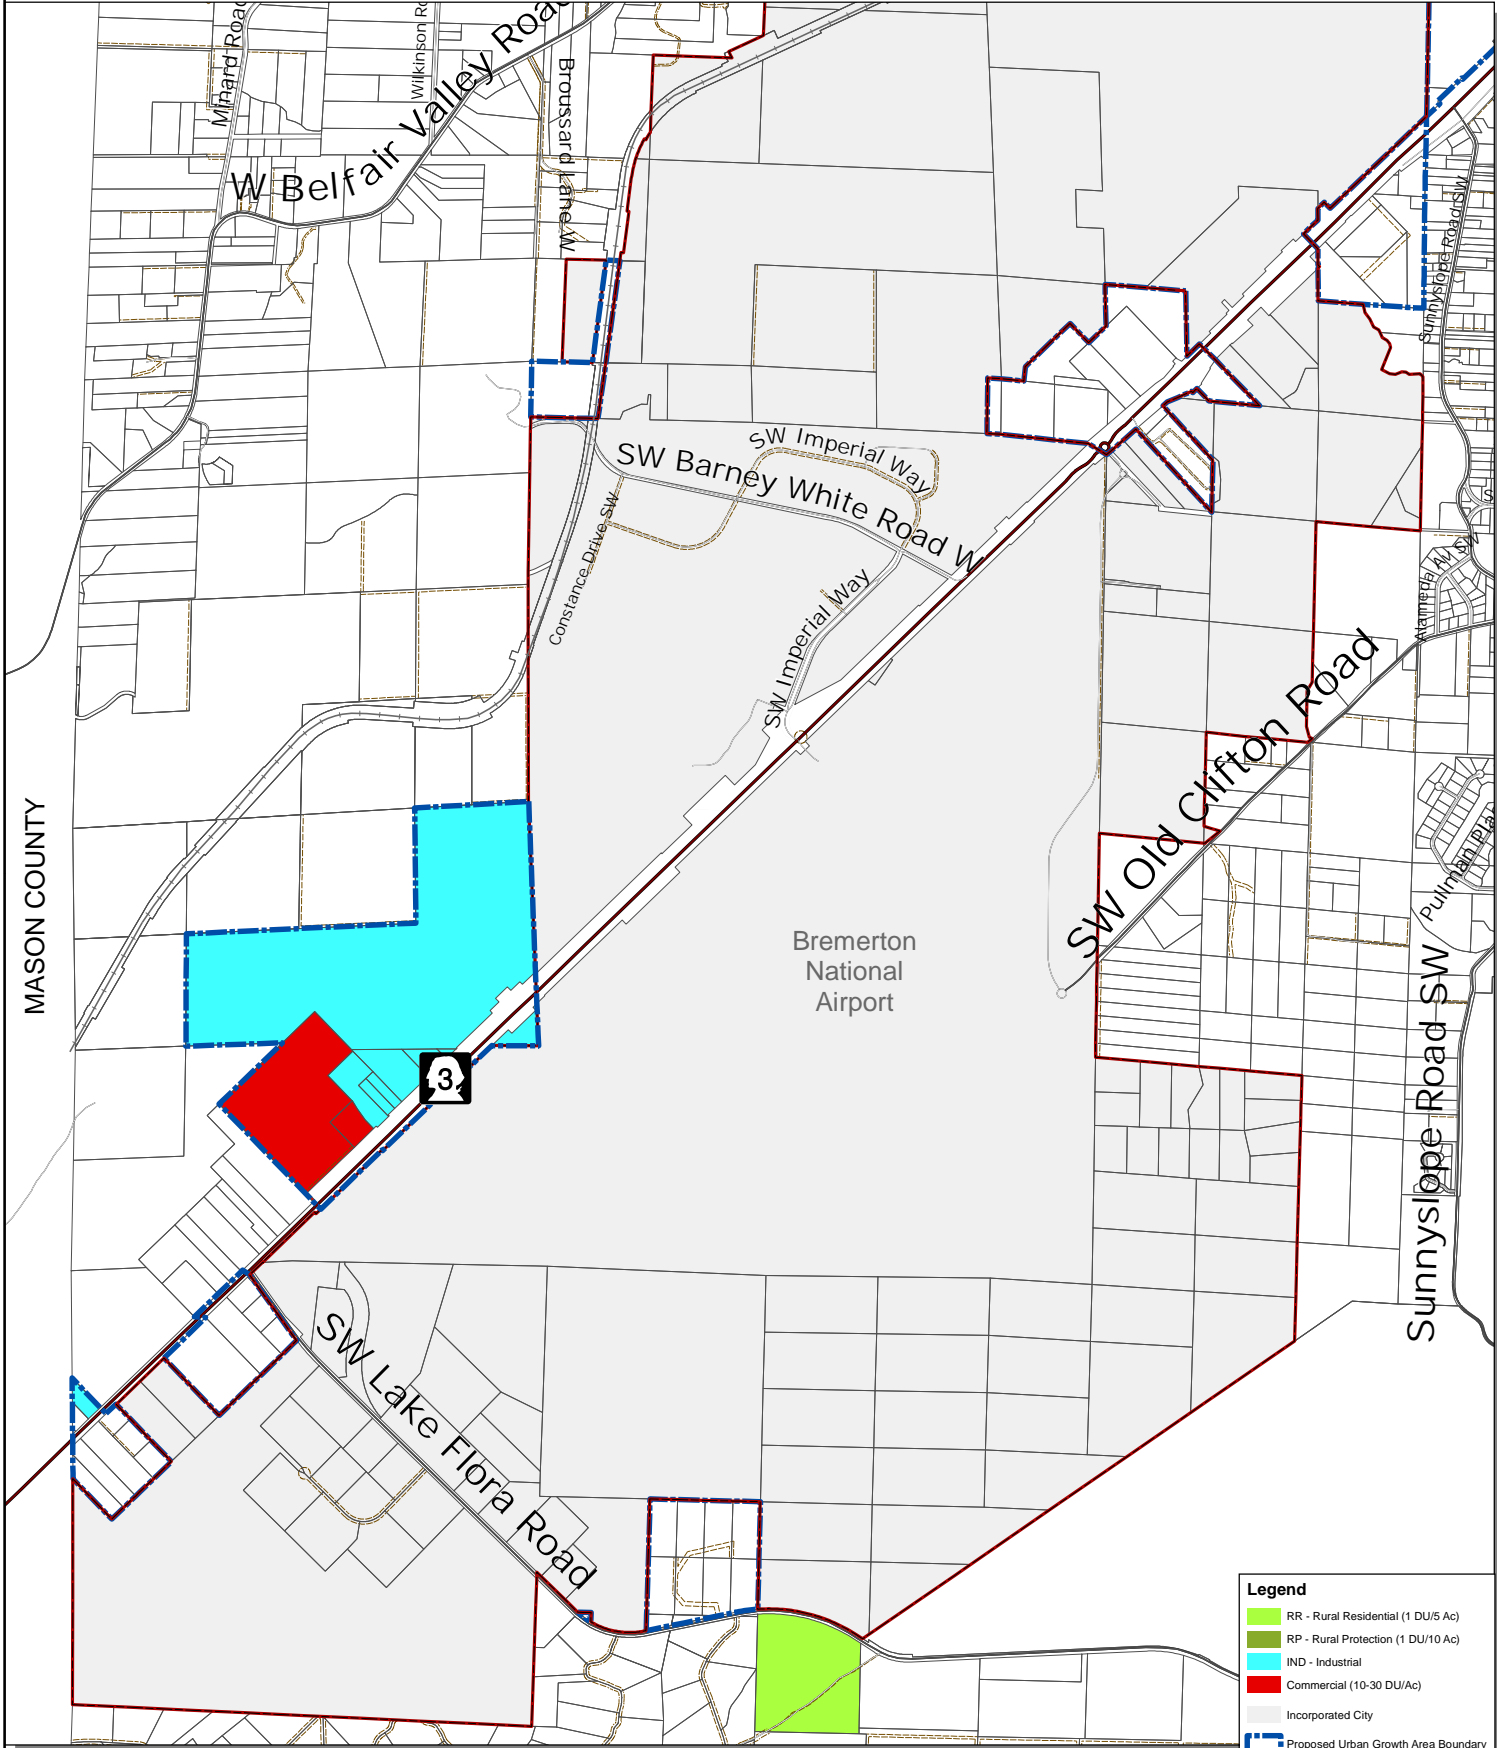 Minard Road
Wilkinson Ro
W Belfair Valley Road
Broussard Lane W
Sunnyslope Road SW
SW Imperial Way
SW Barney White Road W
Constance Drive SW
SW Imperial Way
Alameda Av SW
S
SW Old Clifton Road
Pullman Pla
MASON COUNTY
Bremerton
National
Airport
Sunnyslope Road SW
3
SW Lake Flora Road
Legend
RR - Rural Residential (1 DU/5 Ac)
RP - Rural Protection (1 DU/10 Ac)
IND - Industrial
Commercial (10-30 DU/Ac)
Incorporated City
Proposed Urban Growth Area Boundary